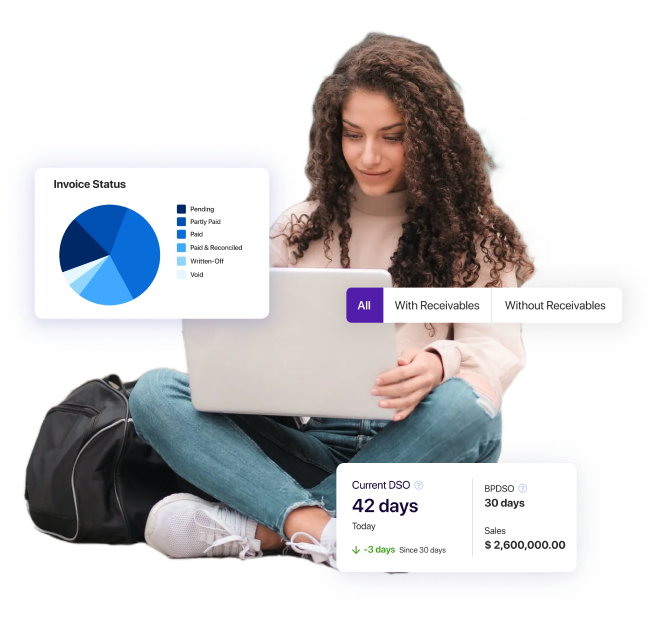 Invoice Status
Pending
Partly Paid
Paid
Paid & Reconciled
Written-Off
Void
All
With Receivables
Without Receivables
Current DSO ?
42 days
Today
-3 days Since 30 days
BPDSO ?
30 days
Sales
$ 2,600,000.00